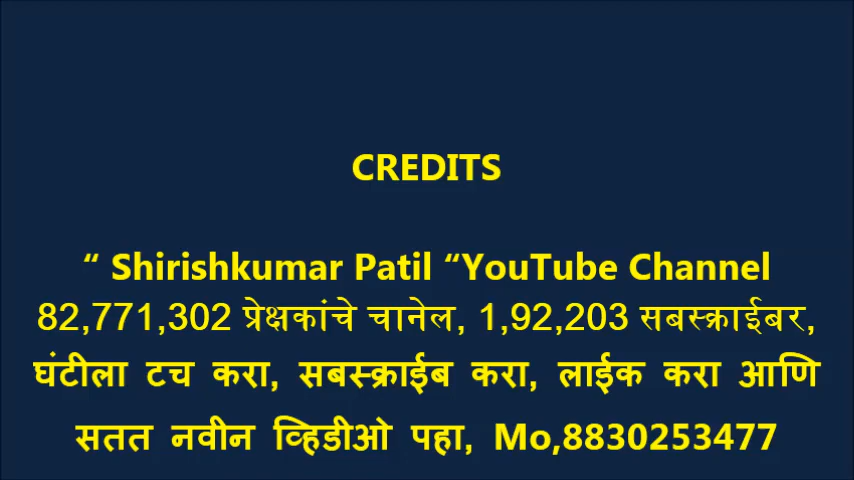 CREDITS
“ Shirishkumar Patil “YouTube Channel
82,771,302 प्रेक्षकांचे चानेल, 1,92,203 सबस्क्राईबर,
घंटीला टच करा, सबस्क्राईब करा, लाईक करा आणि
सतत नवीन व्हिडीओ पहा, Mo,8830253477